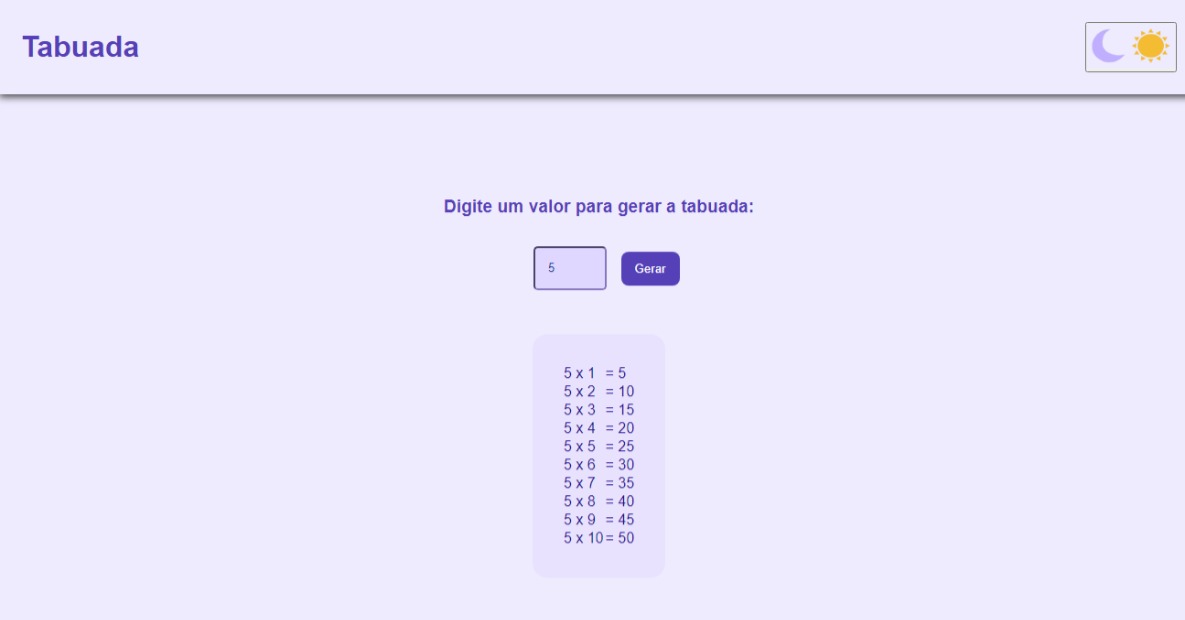 Tabuada
Digite um valor para gerar a tabuada:
5
Gerar
5 x 1 = 5
5 x 2 = 10
5 x 3 = 15
5 x 4 = 20
5 x 5 = 25
5 x 6 = 30
5 x 7 = 35
5 x 8 = 40
5 x 9 = 45
5 x 10= 50